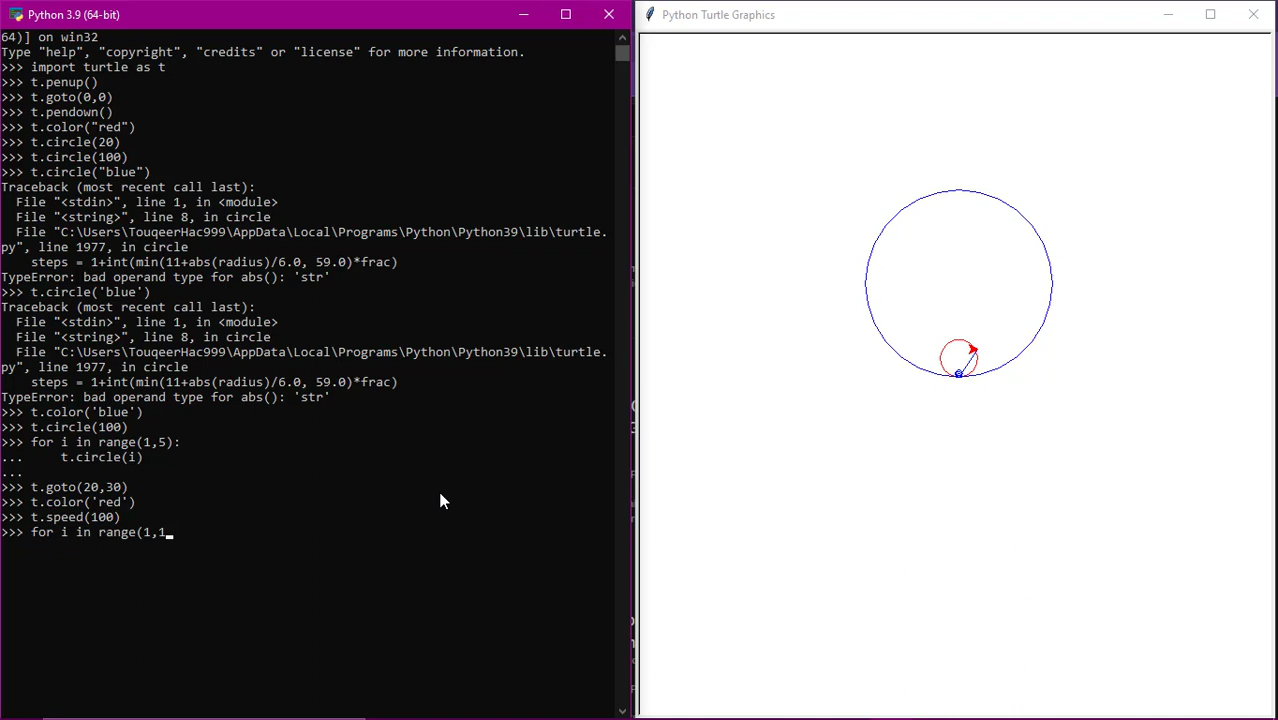 Python 3.9 (64-bit)
64)] on win32
Type "help", "copyright", "credits" or "license" for more information.
>>> import turtle as t
>>> t.penup()
>>> t.goto(0,0)
>>> t.pendown()
>>> t.color("red")
>>> t.circle(20)
>>> t.circle(100)
>>> t.circle("blue")
Traceback (most recent call last):
  File "<stdin>", line 1, in <module>
  File "<string>", line 8, in circle
  File "C:\Users\TouqeerHac999\AppData\Local\Programs\Python\Python39\lib\turtle.
py", line 1977, in circle
    steps = 1+int(min(11+abs(radius)/6.0, 59.0)*frac)
TypeError: bad operand type for abs(): 'str'
>>> t.circle('blue')
Traceback (most recent call last):
  File "<stdin>", line 1, in <module>
  File "<string>", line 8, in circle
  File "C:\Users\TouqeerHac999\AppData\Local\Programs\Python\Python39\lib\turtle.
py", line 1977, in circle
    steps = 1+int(min(11+abs(radius)/6.0, 59.0)*frac)
TypeError: bad operand type for abs(): 'str'
>>> t.color('blue')
>>> t.circle(100)
>>> for i in range(1,5):
...     t.circle(i)
...
>>> t.goto(20,30)
>>> t.color('red')
>>> t.speed(100)
>>> for i in range(1,1
Python Turtle Graphics